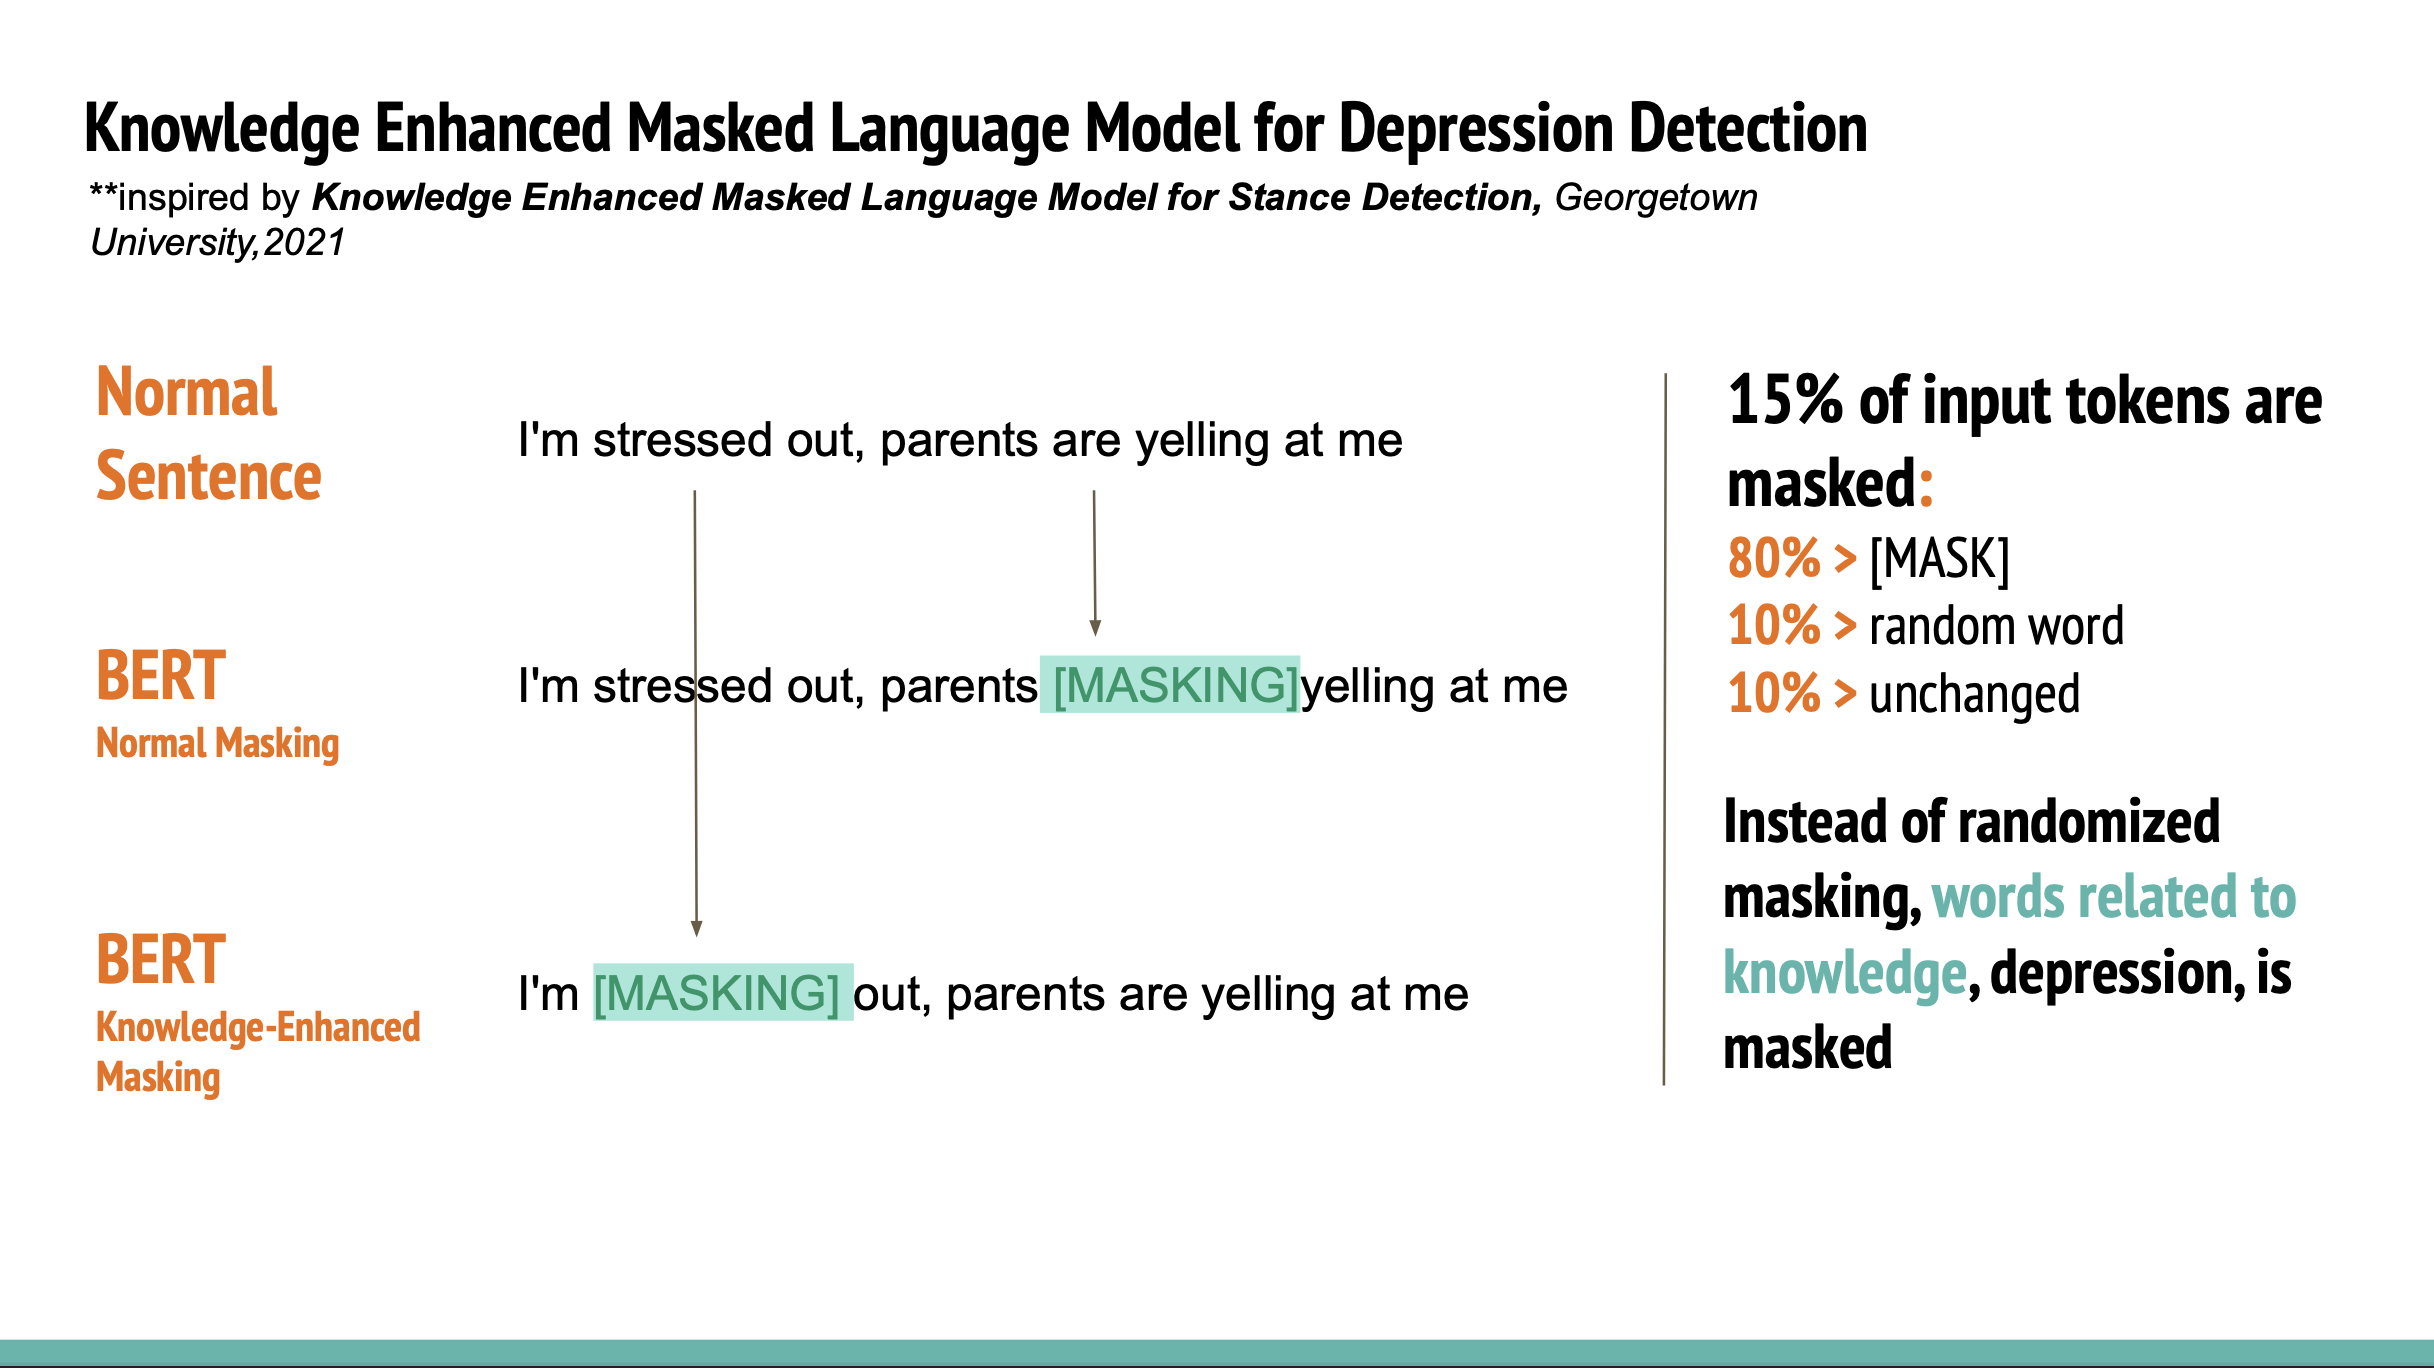 Knowledge Enhanced Masked Language Model for Depression Detection
**inspired by Knowledge Enhanced Masked Language Model for Stance Detection, Georgetown
University,2021
Normal
Sentence
I'm stressed out, parents are yelling at me
BERT
Normal Masking
I'm stressed out, parents [MASKING]yelling at me
BERT
Knowledge-Enhanced
Masking
I'm [MASKING] out, parents are yelling at me
15% of input tokens are
masked:
80% > [MASK]
10% > random word
10% > unchanged
Instead of randomized
masking, words related to
knowledge, depression, is
masked